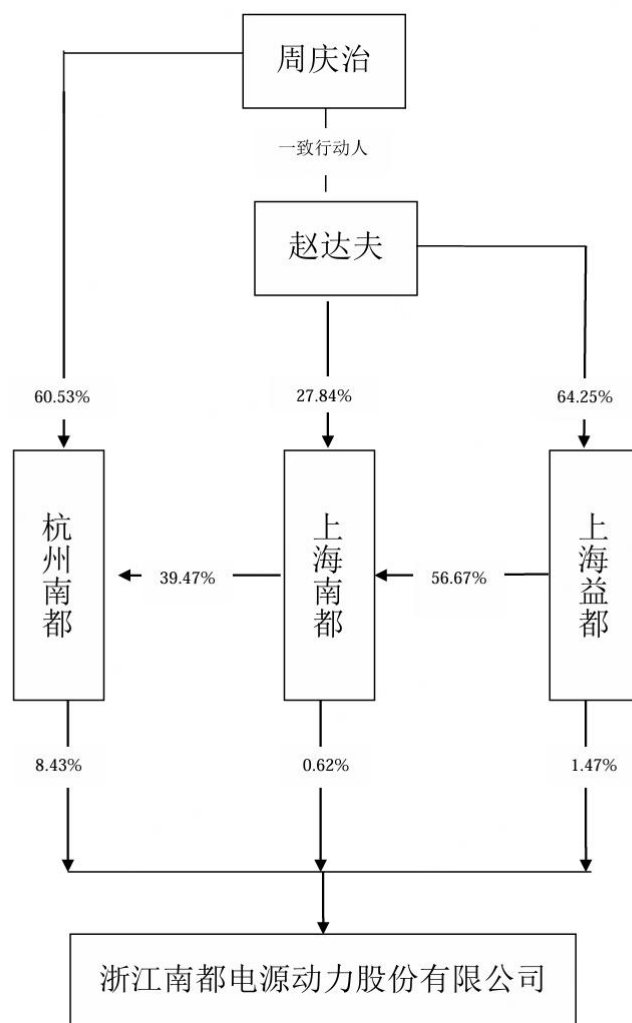 周庆治
一致行动人
赵达夫
60.53%
27.84%
64.25%
杭州南都
上海南都
上海益都
39.47%
56.67%
8.43%
0.62%
1.47%
浙江南都电源动力股份有限公司